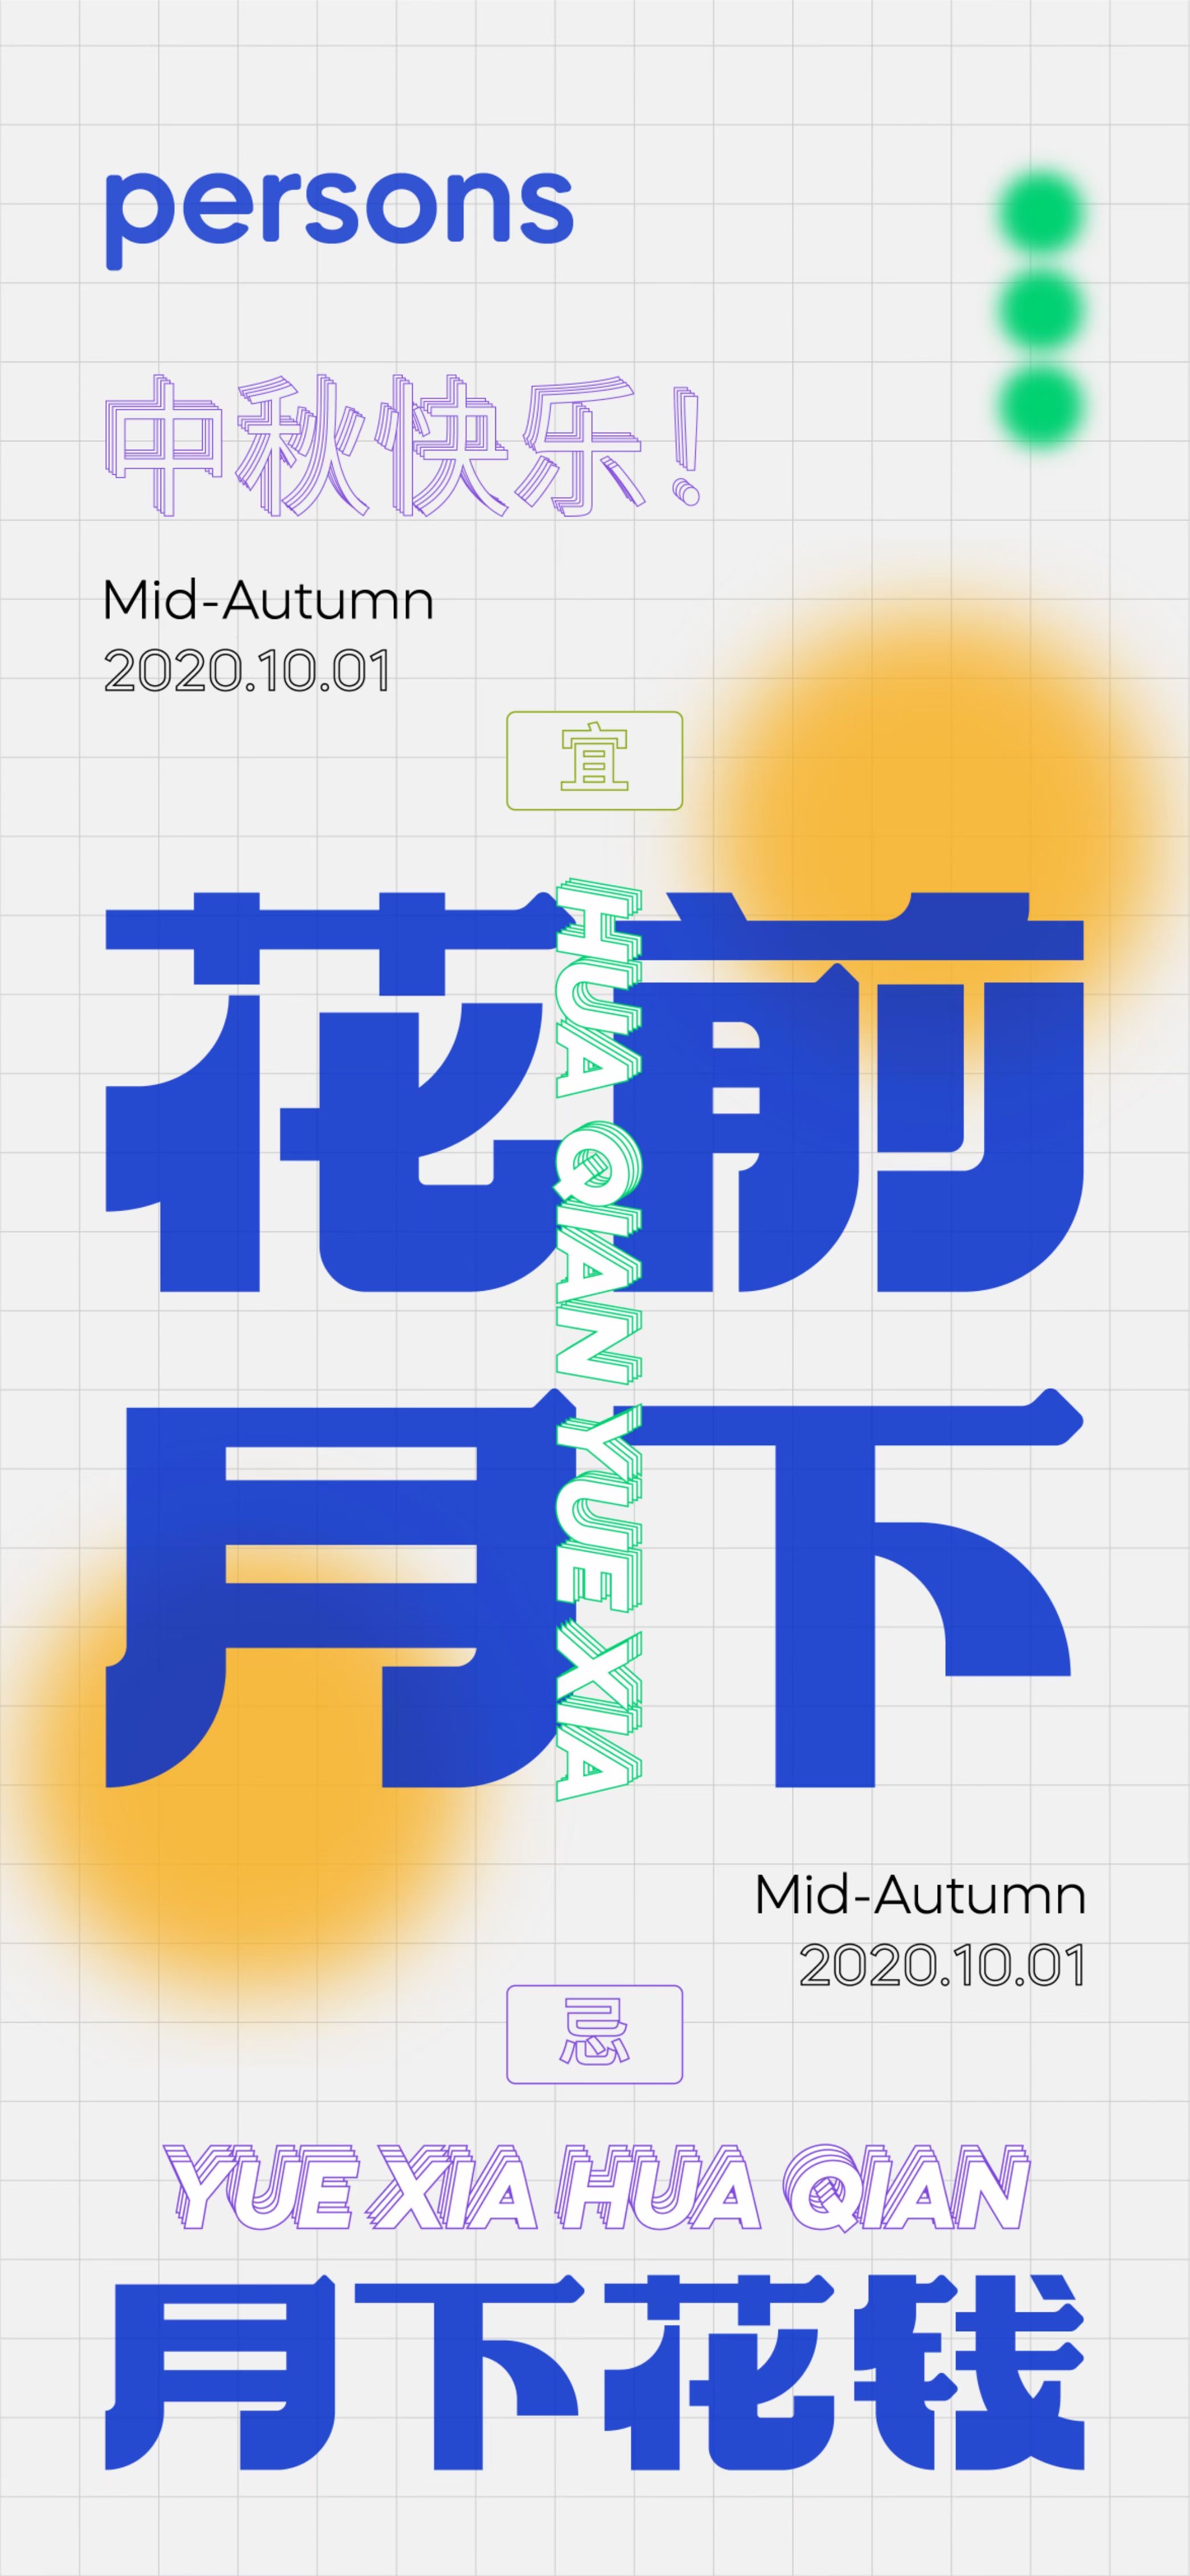 persons
中秋快乐！
Mid-Autumn
2020.10.01
宜
花前
HUA QIAN YUE XIA
月下
Mid-Autumn
2020.10.01
忌
YUE XIA HUA QIAN
月下花钱